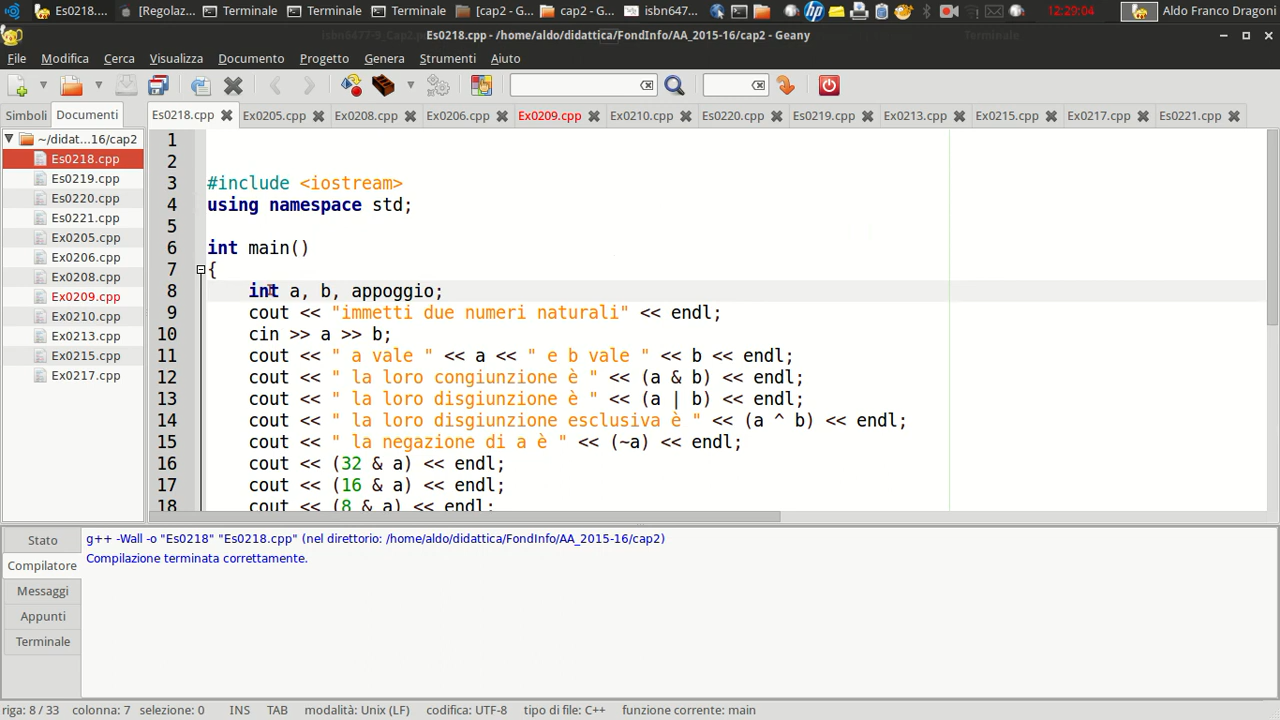 Es0218.... [Regolaz... Terminale Terminale Terminale cap2 - G... cap2 - G... isbn647... 12:29:04 Aldo Franco Dragoni
Es0218.cpp - /home/aldo/didattica/FondInfo/AA_2015-16/cap2 - Geany
File Modifica Cerca Visualizza Documento Progetto Genera Strumenti Aiuto
Simboli Documenti Es0218.cpp Ex0205.cpp Ex0208.cpp Ex0206.cpp Ex0209.cpp Ex0210.cpp Es0220.cpp Es0219.cpp Ex0213.cpp Ex0215.cpp Ex0217.cpp Es0221.cpp
~/didat...16/cap2
Es0218.cpp
Es0219.cpp
Es0220.cpp
Es0221.cpp
Ex0205.cpp
Ex0206.cpp
Ex0208.cpp
Ex0209.cpp
Ex0210.cpp
Ex0213.cpp
Ex0215.cpp
Ex0217.cpp
1
2
3 #include <iostream>
4 using namespace std;
5
6 int main()
7 {
8 int a, b, appoggio;
9 cout << "immetti due numeri naturali" << endl;
10 cin >> a >> b;
11 cout << " a vale " << a << " e b vale " << b << endl;
12 cout << " la loro congiunzione è " << (a & b) << endl;
13 cout << " la loro disgiunzione è " << (a | b) << endl;
14 cout << " la loro disgiunzione esclusiva è " << (a ^ b) << endl;
15 cout << " la negazione di a è " << (~a) << endl;
16 cout << (32 & a) << endl;
17 cout << (16 & a) << endl;
18 cout << (8 & a) << endl;
Stato
Compilatore
Messaggi
Appunti
Terminale
g++ -Wall -o "Es0218" "Es0218.cpp" (nel direttorio: /home/aldo/didattica/FondInfo/AA_2015-16/cap2)
Compilazione terminata correttamente.
riga: 8 / 33 colonna: 7 selezione: 0 INS TAB modalità: Unix (LF) codifica: UTF-8 tipo di file: C++ funzione corrente: main